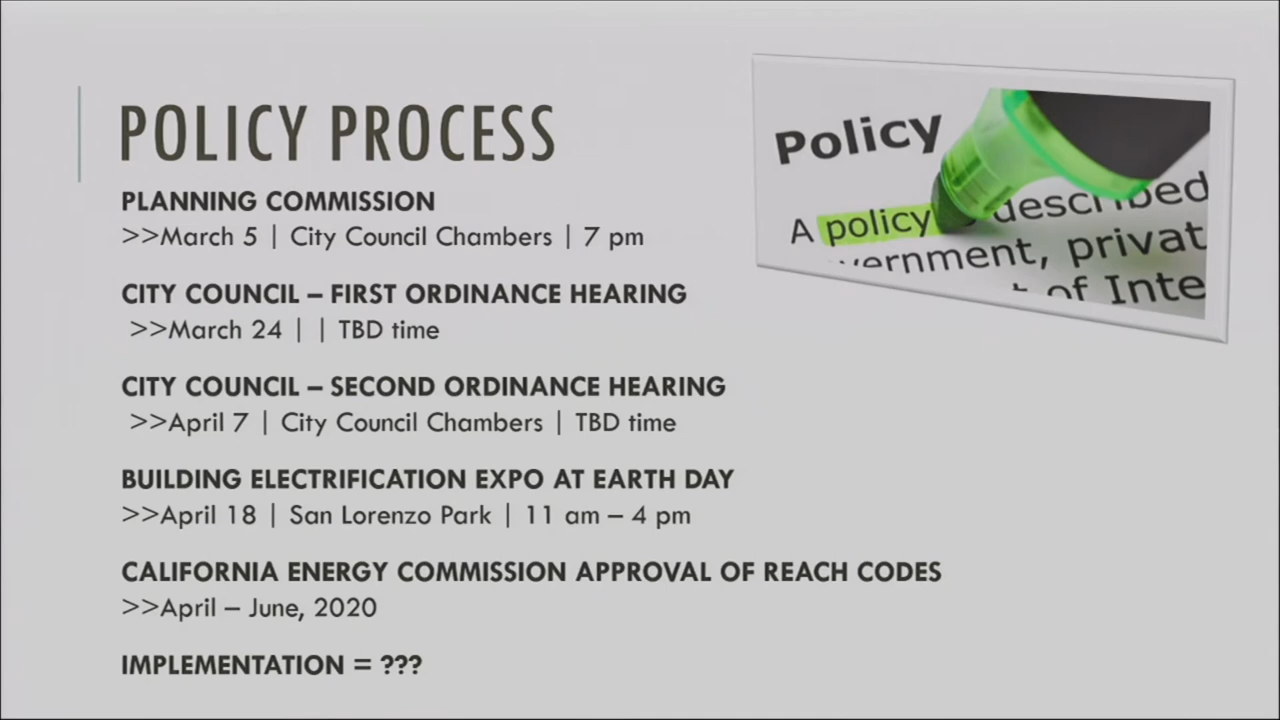 POLICY PROCESS
PLANNING COMMISSION
>>March 5 | City Council Chambers | 7 pm
CITY COUNCIL – FIRST ORDINANCE HEARING
>>March 24 | | TBD time
CITY COUNCIL – SECOND ORDINANCE HEARING
>>April 7 | City Council Chambers | TBD time
BUILDING ELECTRIFICATION EXPO AT EARTH DAY
>>April 18 | San Lorenzo Park | 11 am – 4 pm
CALIFORNIA ENERGY COMMISSION APPROVAL OF REACH CODES
>>April – June, 2020
IMPLEMENTATION = ???
Policy
A policy described
vernment, privat
of Inte